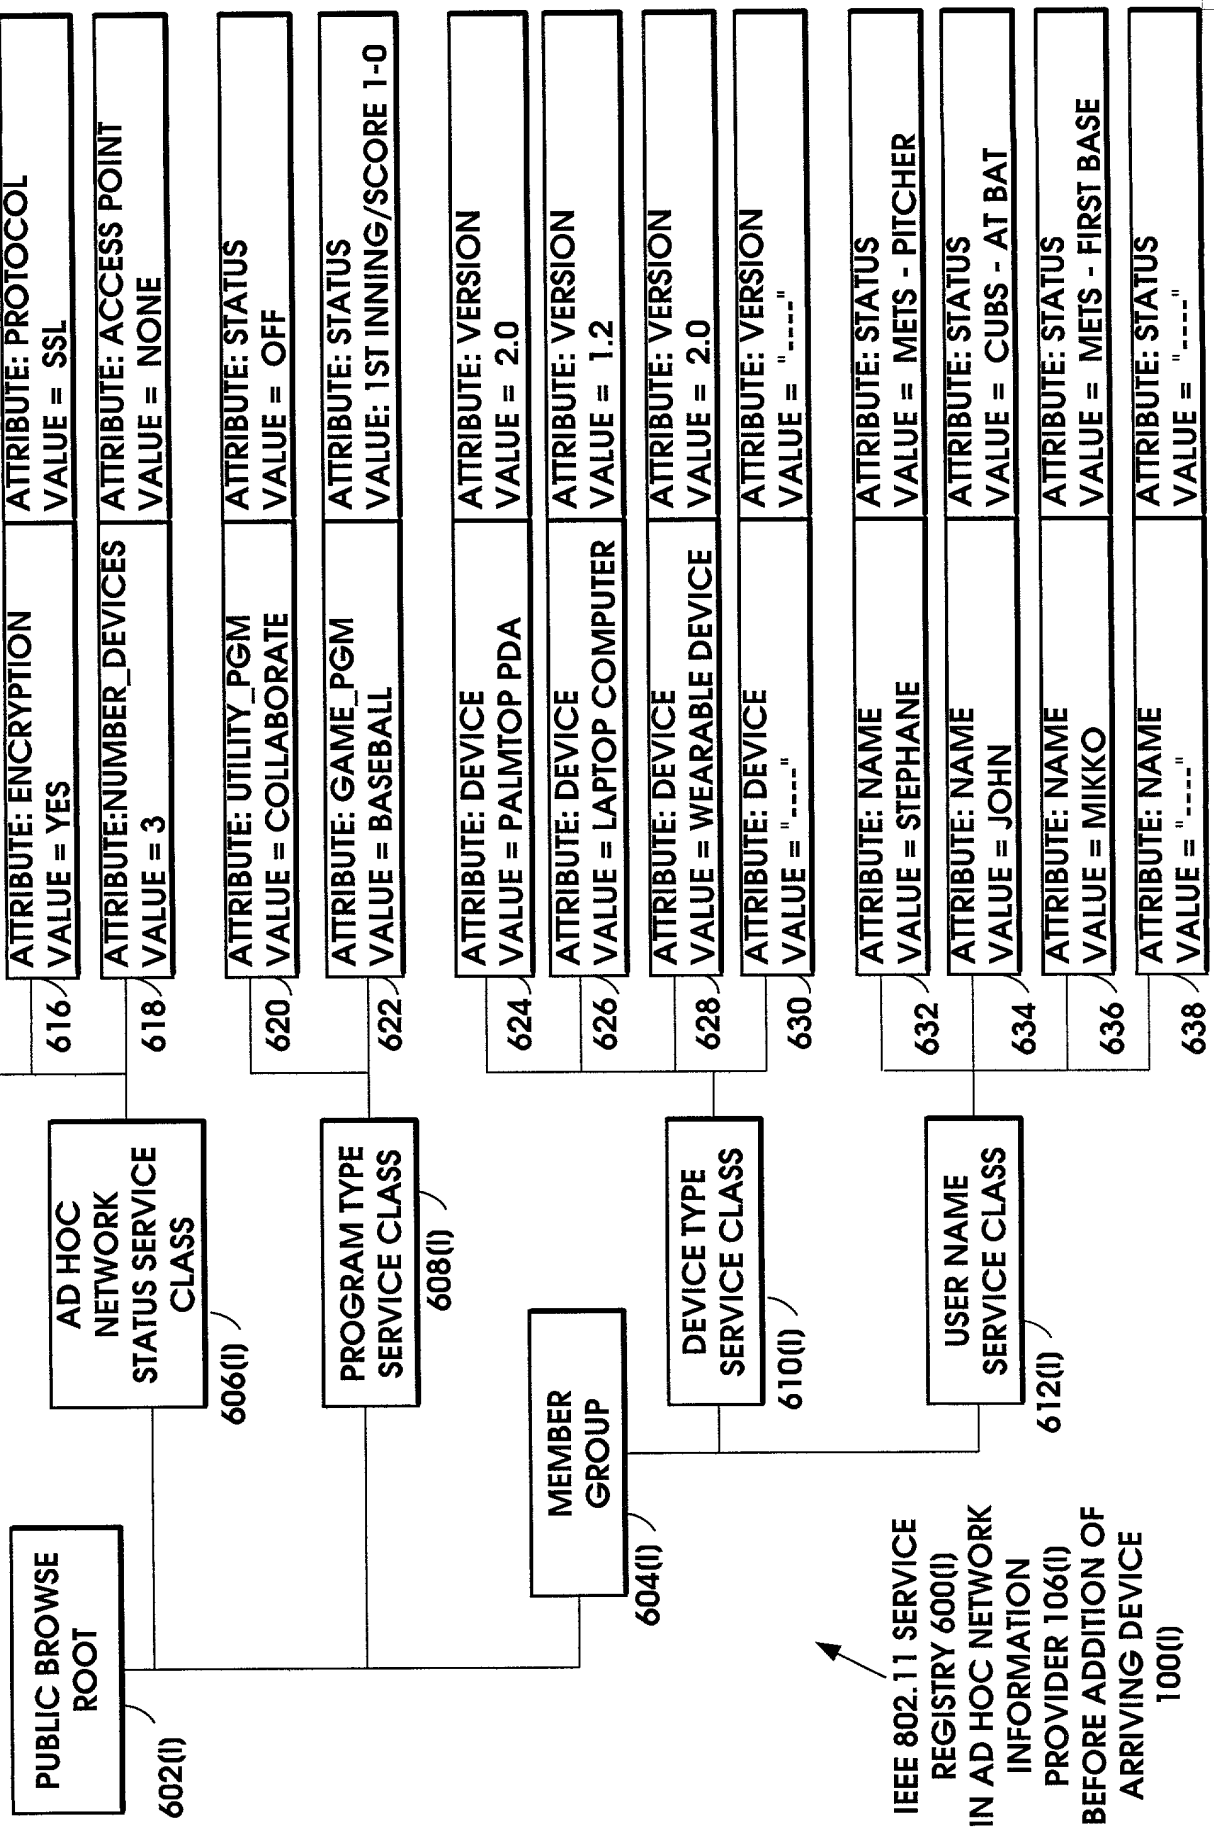 PUBLIC BROWSE
ROOT
602(I)
AD HOC
NETWORK
STATUS SERVICE
CLASS
606(I)
ATTRIBUTE: ENCRYPTION
VALUE = YES
ATTRIBUTE: PROTOCOL
VALUE = SSL
616
ATTRIBUTE:NUMBER_DEVICES
VALUE = 3
ATTRIBUTE: ACCESS POINT
VALUE = NONE
618
PROGRAM TYPE
SERVICE CLASS
608(I)
ATTRIBUTE: UTILITY_PGM
VALUE = COLLABORATE
ATTRIBUTE: STATUS
VALUE = OFF
620
ATTRIBUTE: GAME_PGM
VALUE = BASEBALL
ATTRIBUTE: STATUS
VALUE: 1ST INNING/SCORE 1-0
622
MEMBER
GROUP
604(I)
DEVICE TYPE
SERVICE CLASS
610(I)
ATTRIBUTE: DEVICE
VALUE = PALMTOP PDA
ATTRIBUTE: VERSION
VALUE = 2.0
624
ATTRIBUTE: DEVICE
VALUE = LAPTOP COMPUTER
ATTRIBUTE: VERSION
VALUE = 1.2
626
ATTRIBUTE: DEVICE
VALUE = WEARABLE DEVICE
ATTRIBUTE: VERSION
VALUE = 2.0
628
ATTRIBUTE: DEVICE
VALUE = "----"
ATTRIBUTE: VERSION
VALUE = "----"
630
USER NAME
SERVICE CLASS
612(I)
ATTRIBUTE: NAME
VALUE = STEPHANE
ATTRIBUTE: STATUS
VALUE = METS - PITCHER
632
ATTRIBUTE: NAME
VALUE = JOHN
ATTRIBUTE: STATUS
VALUE = CUBS - AT BAT
634
ATTRIBUTE: NAME
VALUE = MIKKO
ATTRIBUTE: STATUS
VALUE = METS - FIRST BASE
636
ATTRIBUTE: NAME
VALUE = "----"
ATTRIBUTE: STATUS
VALUE = "----"
638
IEEE 802.11 SERVICE
REGISTRY 600(I)
IN AD HOC NETWORK
INFORMATION
PROVIDER 106(I)
BEFORE ADDITION OF
ARRIVING DEVICE
100(I)